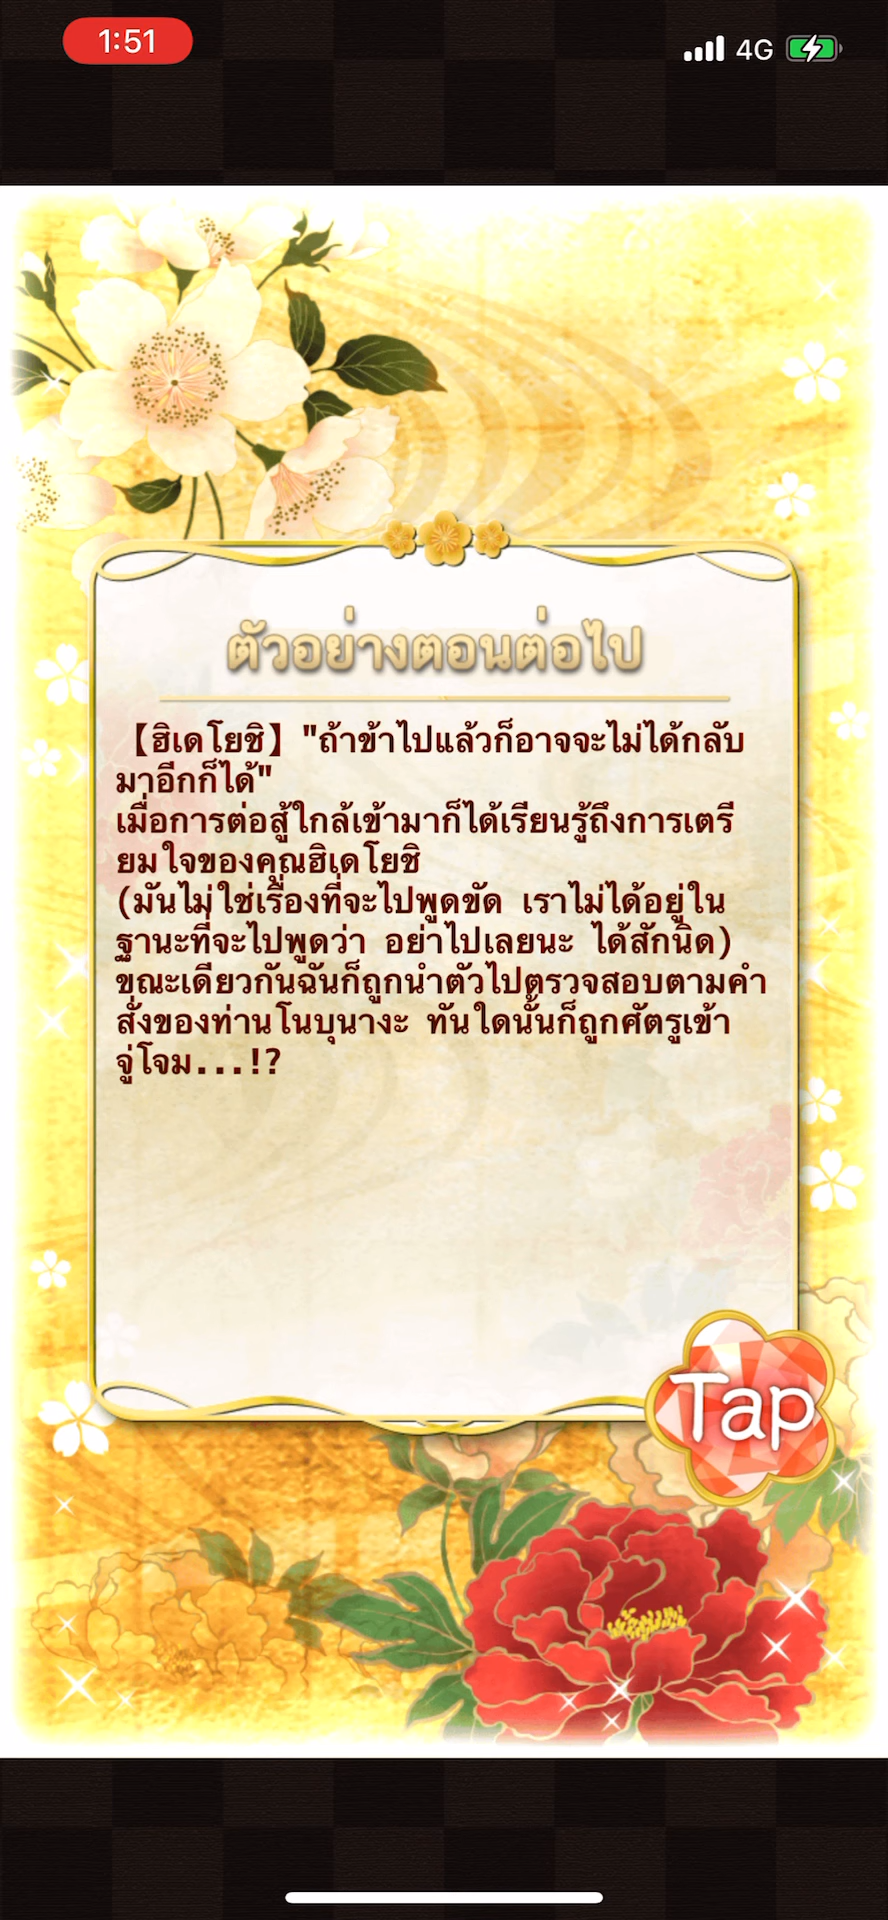 1:51
4G
ตัวอย่างตอนต่อไป
【ฮิเดโยชิ】"ถ้าข้าไปแล้วก็อาจจะไม่ได้กลับ
มาอีกก็ได้"
เมื่อการต่อสู้ใกล้เข้ามาก็ได้เรียนรู้ถึงการเตรี
ยมใจของคุณฮิเดโยชิ
(มันไม่ใช่เรื่องที่จะไปพูดขัด เราไม่ได้อยู่ใน
ฐานะที่จะไปพูดว่า อย่าไปเลยนะ ได้สักนิด)
ขณะเดียวกันฉันก็ถูกนำตัวไปตรวจสอบตามคำ
สั่งของท่านโนบุนางะ ทันใดนั้นก็ถูกศัตรูเข้า
จู่โจม...!?
Tap